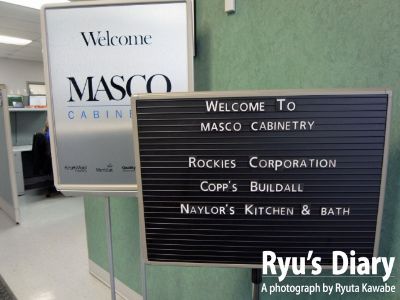 Welcome
MASCO
CABINE
WELCOME TO
MASCO CABINETRY
ROCKIES CORPORATION
COPP'S BUILDALL
NAYLOR'S KITCHEN & BATH
Ryu's Diary
A photograph by Ryuta Kawabe